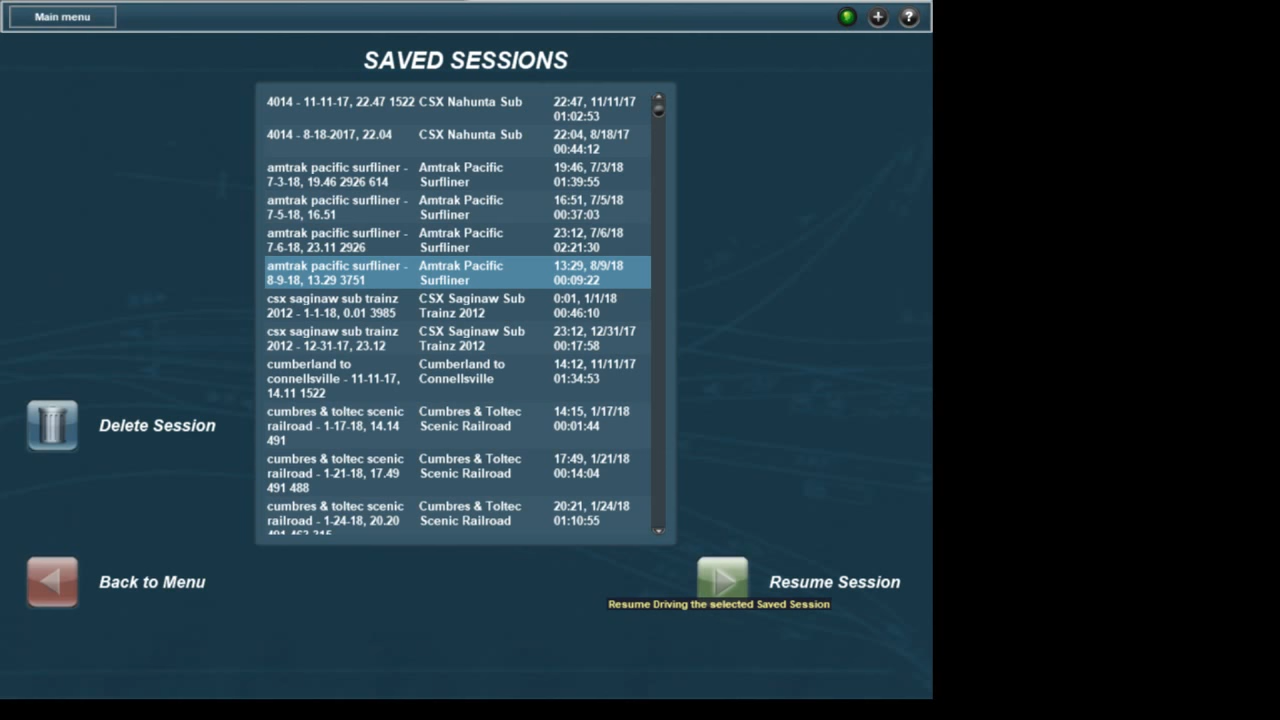 Main menu
?
SAVED SESSIONS
4014 - 11-11-17, 22.47 1522 CSX Nahunta Sub 22:47, 11/11/17
01:02:53
4014 - 8-18-2017, 22.04 CSX Nahunta Sub 22:04, 8/18/17
00:44:12
amtrak pacific surfliner - Amtrak Pacific 19:46, 7/3/18
7-3-18, 19.46 2926 614 Surfliner 01:39:55
amtrak pacific surfliner - Amtrak Pacific 16:51, 7/5/18
7-5-18, 16.51 Surfliner 00:37:03
amtrak pacific surfliner - Amtrak Pacific 23:12, 7/6/18
7-6-18, 23.11 2926 Surfliner 02:21:30
amtrak pacific surfliner - Amtrak Pacific 13:29, 8/9/18
8-9-18, 13.29 3751 Surfliner 00:09:22
csx saginaw sub trainz CSX Saginaw Sub 0:01, 1/1/18
2012 - 1-1-18, 0.01 3985 Trainz 2012 00:46:10
csx saginaw sub trainz CSX Saginaw Sub 23:12, 12/31/17
2012 - 12-31-17, 23.12 Trainz 2012 00:17:58
cumberland to Cumberland to 14:12, 11/11/17
connellsville - 11-11-17, Connellsville 01:34:53
14.11 1522
cumbres & toltec scenic Cumbres & Toltec 14:15, 1/17/18
railroad - 1-17-18, 14.14 Scenic Railroad 00:01:44
491
cumbres & toltec scenic Cumbres & Toltec 17:49, 1/21/18
railroad - 1-21-18, 17.49 Scenic Railroad 00:14:04
491 488
cumbres & toltec scenic Cumbres & Toltec 20:21, 1/24/18
railroad - 1-24-18, 20.20 Scenic Railroad 01:10:55
Delete Session
Back to Menu
Resume Session
Resume Driving the selected Saved Session